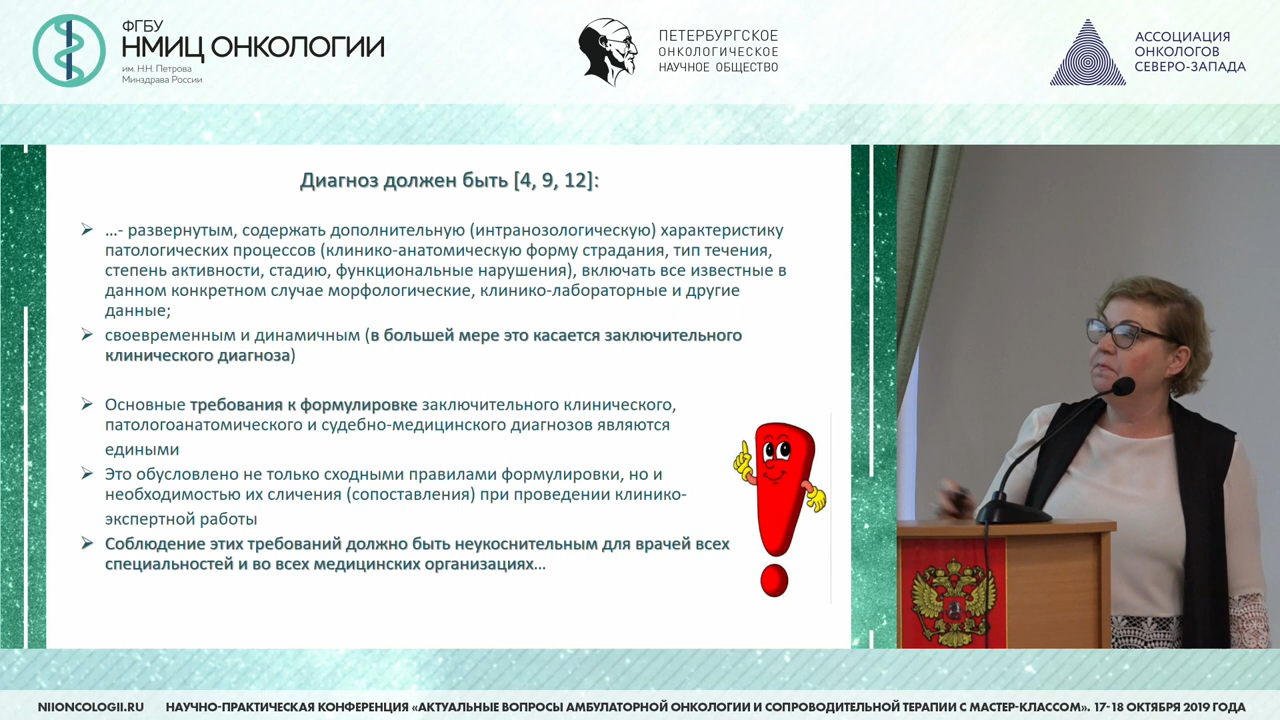 ФГБУ
НМИЦ ОНКОЛОГИИ
им. Н.Н. Петрова
Минздрава России
ПЕТЕРБУРГСКОЕ
ОНКОЛОГИЧЕСКОЕ
НАУЧНОЕ ОБЩЕСТВО
АССОЦИАЦИЯ
ОНКОЛОГОВ
СЕВЕРО-ЗАПАДА
Диагноз должен быть [4, 9, 12]:
➢ ...- развернутым, содержать дополнительную (интранозологическую) характеристику
патологических процессов (клинико-анатомическую форму страдания, тип течения,
степень активности, стадию, функциональные нарушения), включать все известные в
данном конкретном случае морфологические, клинико-лабораторные и другие
данные;
➢ своевременным и динамичным (в большей мере это касается заключительного
клинического диагноза)
➢ Основные требования к формулировке заключительного клинического,
патологоанатомического и судебно-медицинского диагнозов являются
едиными
➢ Это обусловлено не только сходными правилами формулировки, но и
необходимостью их сличения (сопоставления) при проведении клинико-
экспертной работы
➢ Соблюдение этих требований должно быть неукоснительным для врачей всех
специальностей и во всех медицинских организациях...
NIIONCOLOGII.RU НАУЧНО-ПРАКТИЧЕСКАЯ КОНФЕРЕНЦИЯ «АКТУАЛЬНЫЕ ВОПРОСЫ АМБУЛАТОРНОЙ ОНКОЛОГИИ И СОПРОВОДИТЕЛЬНОЙ ТЕРАПИИ С МАСТЕР-КЛАССОМ». 17-18 ОКТЯБРЯ 2019 ГОДА